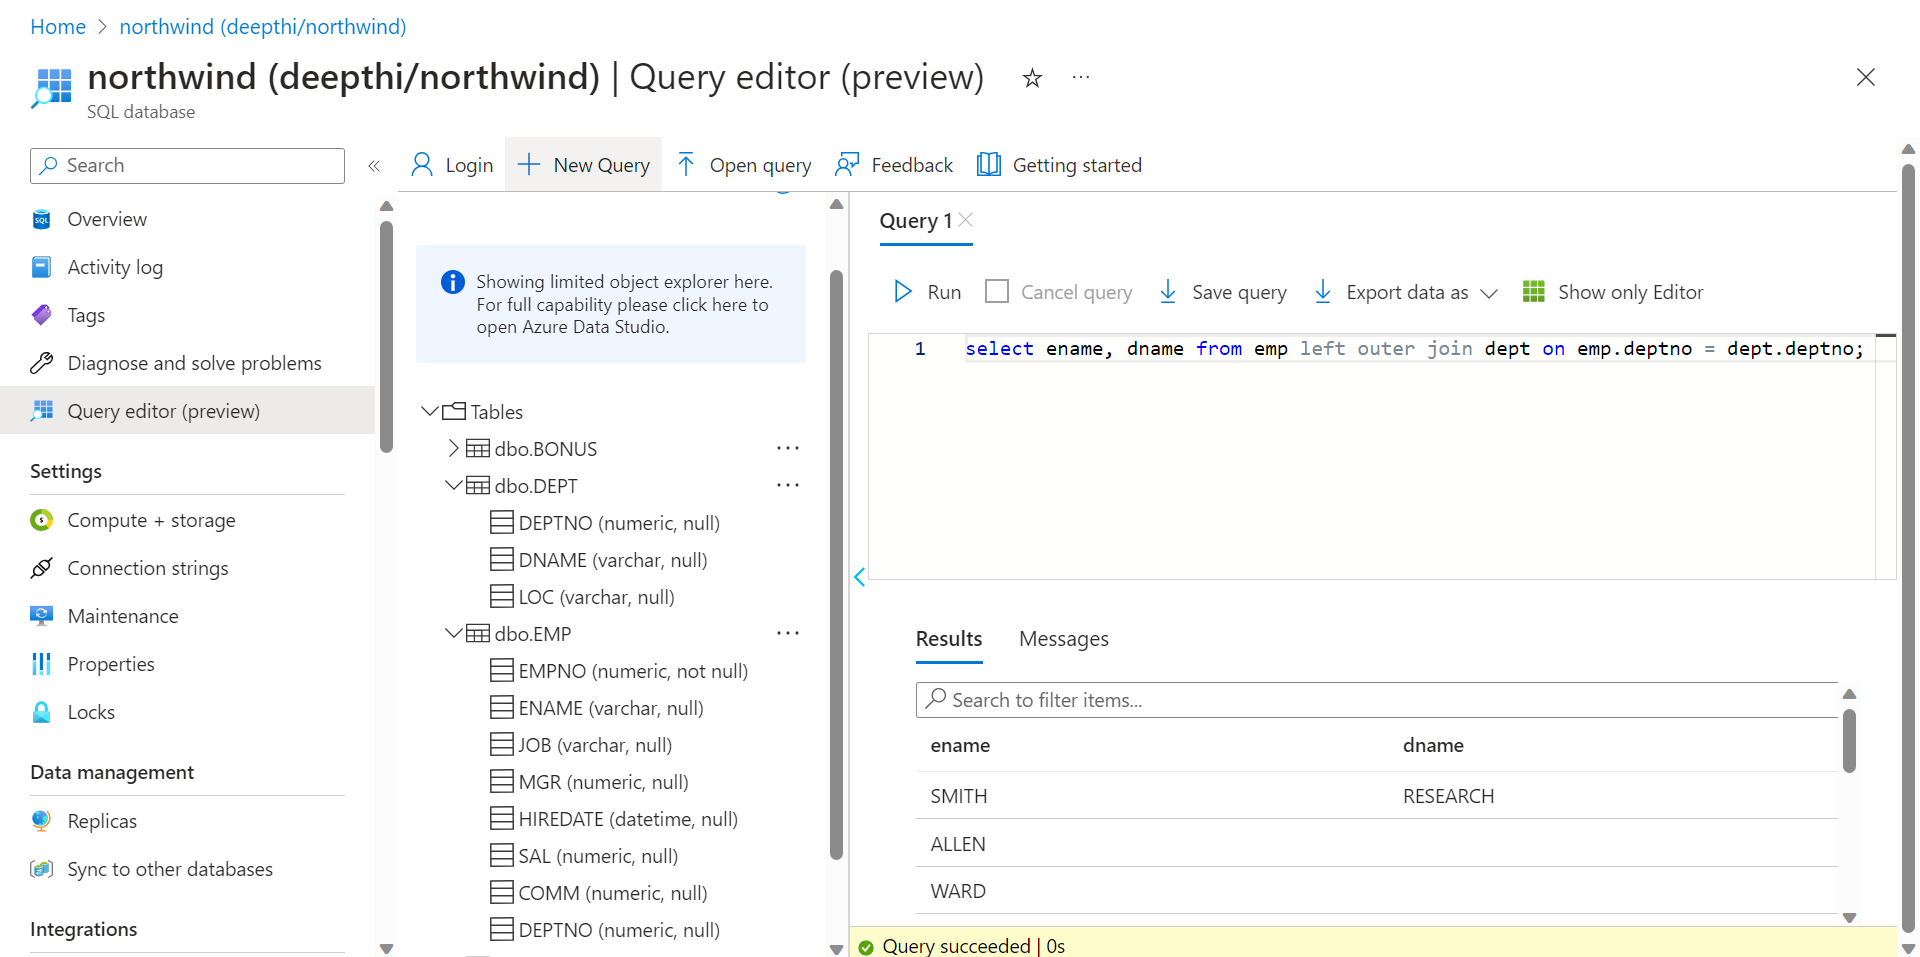 Home > northwind (deepthi/northwind)
northwind (deepthi/northwind) | Query editor (preview)
SQL database
Search
Overview
Activity log
Tags
Diagnose and solve problems
Query editor (preview)
Settings
Compute + storage
Connection strings
Maintenance
Properties
Locks
Data management
Replicas
Sync to other databases
Integrations
Login
New Query
Open query
Feedback
Getting started
Showing limited object explorer here.
For full capability please click here to
open Azure Data Studio.
Tables
dbo.BONUS
dbo.DEPT
DEPTNO (numeric, null)
DNAME (varchar, null)
LOC (varchar, null)
dbo.EMP
EMPNO (numeric, not null)
ENAME (varchar, null)
JOB (varchar, null)
MGR (numeric, null)
HIREDATE (datetime, null)
SAL (numeric, null)
COMM (numeric, null)
DEPTNO (numeric, null)
Query 1
Run
Cancel query
Save query
Export data as
Show only Editor
1 select ename, dname from emp left outer join dept on emp.deptno = dept.deptno;
Results Messages
Search to filter items...
ename dname
SMITH RESEARCH
ALLEN
WARD
Query succeeded | 0s